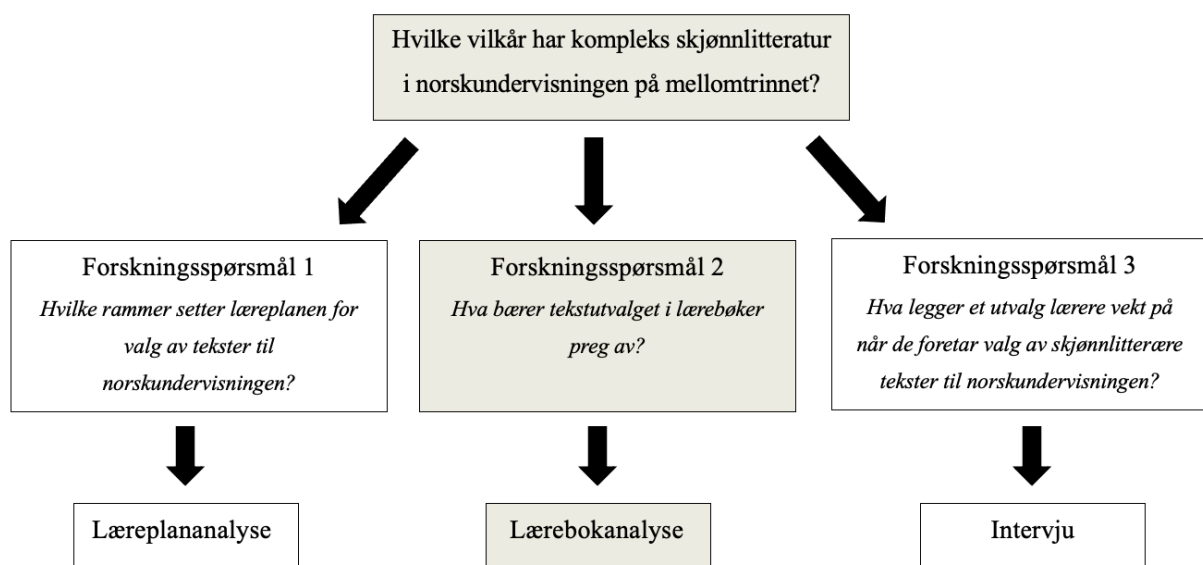 Hvilke vilkår har kompleks skjønnlitteratur
i norskundervisningen på mellomtrinnet?
Forskningsspørsmål 1
Hvilke rammer setter læreplanen for
valg av tekster til
norskundervisningen?
Forskningsspørsmål 2
Hva bærer tekstutvalget i lærebøker
preg av?
Forskningsspørsmål 3
Hva legger et utvalg lærere vekt på
når de foretar valg av skjønnlitterære
tekster til norskundervisningen?
Læreplananalyse
Lærebokanalyse
Intervju